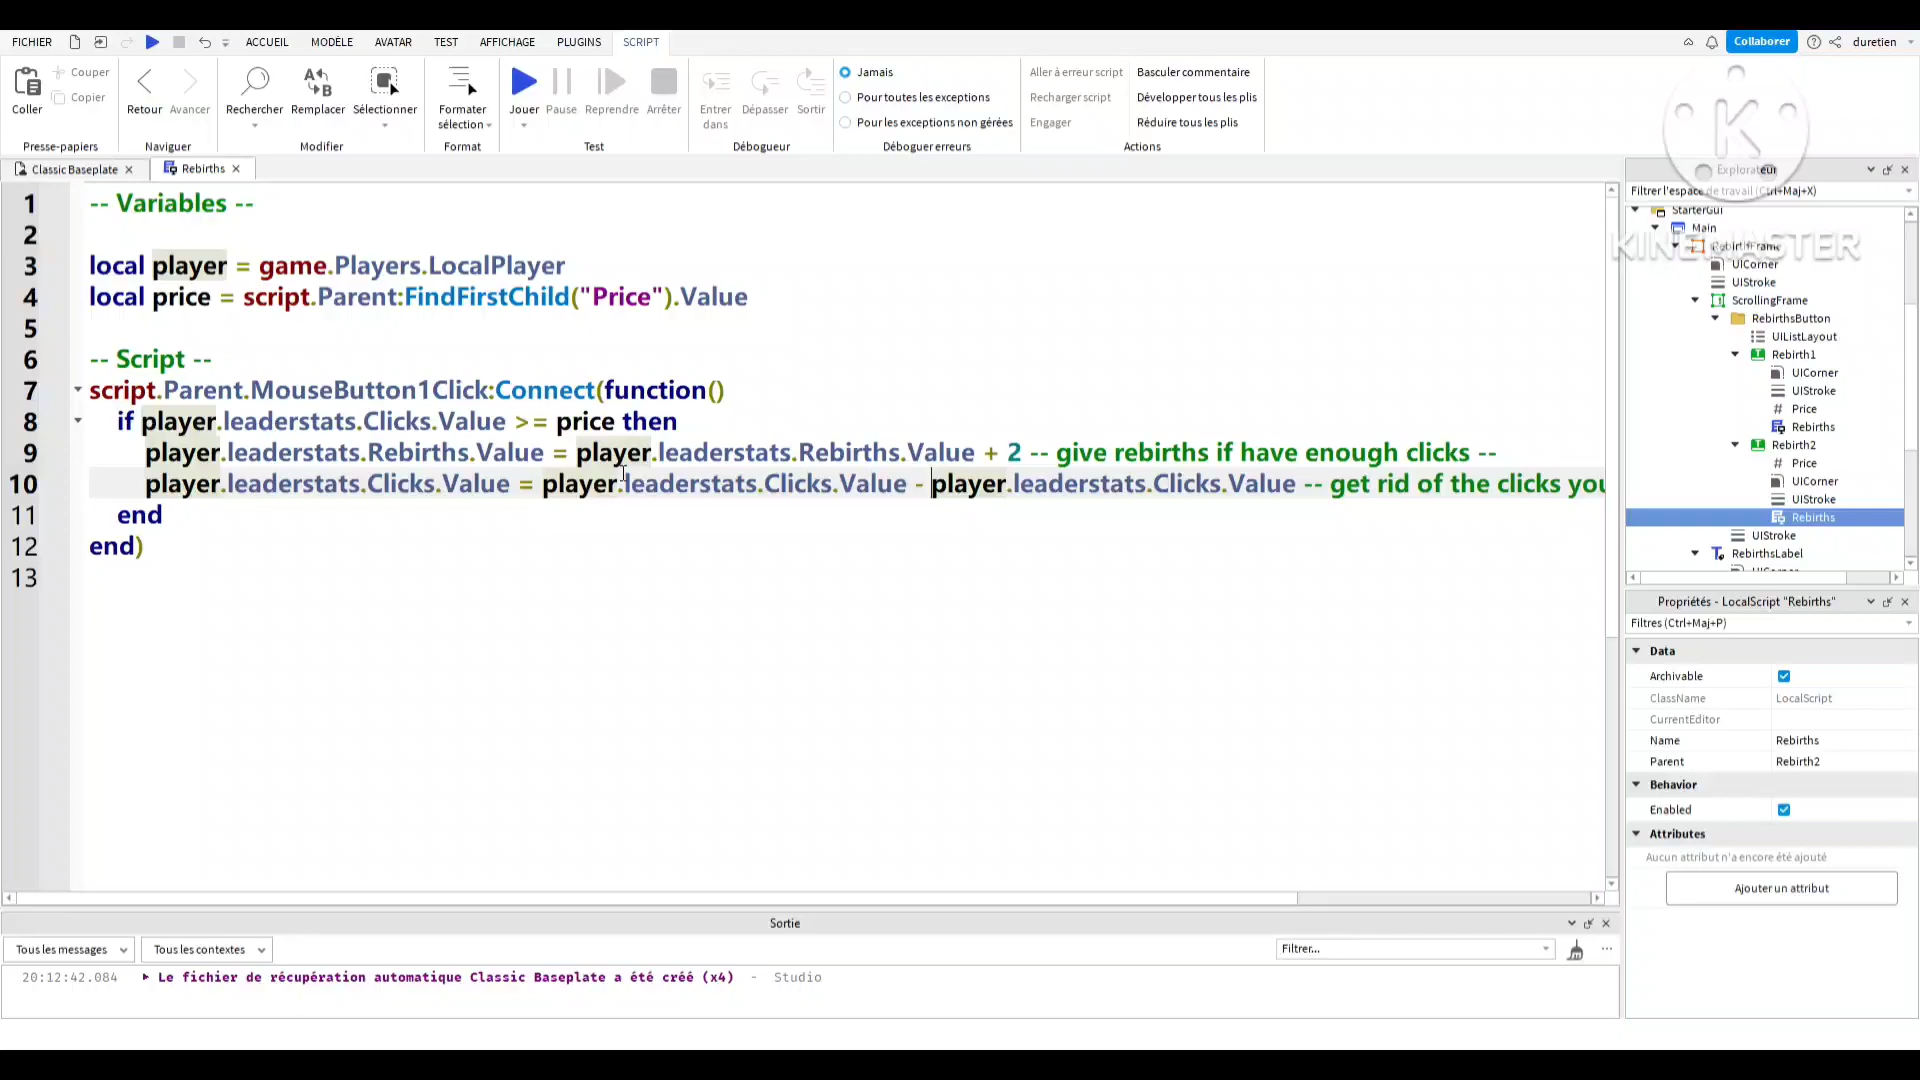 FICHIER ACCUEIL MODÈLE AVATAR TEST AFFICHAGE PLUGINS SCRIPT Collaborer duretien
Coller Couper Copier
Retour Avancer
Rechercher Remplacer Sélectionner
Formater sélection
Jouer Pause Reprendre Arrêter
Entrer dans Dépasser Sortir
Jamais
Pour toutes les exceptions
Pour les exceptions non gérées
Aller à erreur script Basculer commentaire
Recharger script Développer tous les plis
Engager Réduire tous les plis
Presse-papiers Naviguer Modifier Format Test Débogueur Déboguer erreurs Actions
K
KINEMASTER
Classic Baseplate Rebirths
1 -- Variables --
2
3 local player = game.Players.LocalPlayer
4 local price = script.Parent:FindFirstChild("Price").Value
5
6 -- Script --
7 script.Parent.MouseButton1Click:Connect(function()
8 if player.leaderstats.Clicks.Value >= price then
9 player.leaderstats.Rebirths.Value = player.leaderstats.Rebirths.Value + 2 -- give rebirths if have enough clicks --
10 player.leaderstats.Clicks.Value = player.leaderstats.Clicks.Value - player.leaderstats.Clicks.Value -- get rid of the clicks you
11 end
12 end)
13
Explorateur
Filtrer l'espace de travail (Ctrl+Maj+X)
StarterGui
Main
RebirthFrame
UICorner
UIStroke
ScrollingFrame
RebirthsButton
UIListLayout
Rebirth1
UICorner
UIStroke
# Price
Rebirths
Rebirth2
# Price
UICorner
UIStroke
Rebirths
UIStroke
RebirthsLabel
Propriétés - LocalScript "Rebirths"
Filtres (Ctrl+Maj+P)
Data
Archivable
ClassName LocalScript
CurrentEditor
Name Rebirths
Parent Rebirth2
Behavior
Enabled
Attributes
Aucun attribut n'a encore été ajouté
Ajouter un attribut
Sortie
Tous les messages Tous les contextes Filtrer...
20:12:42.084 Le fichier de récupération automatique Classic Baseplate a été créé (x4) - Studio